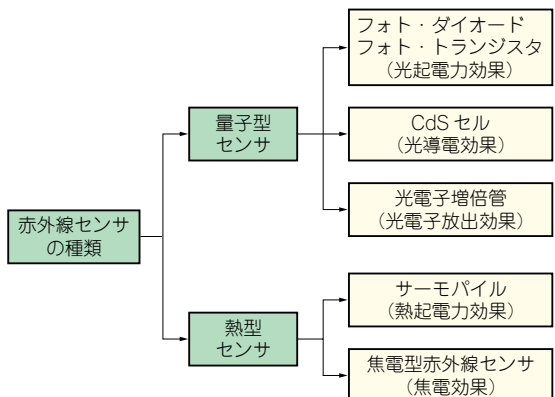 赤外線センサ
の種類
量子型
センサ
フォト・ダイオード
フォト・トランジスタ
（光起電力効果）
CdS セル
（光導電効果）
光電子増倍管
（光電子放出効果）
熱型
センサ
サーモパイル
（熱起電力効果）
焦電型赤外線センサ
（焦電効果）